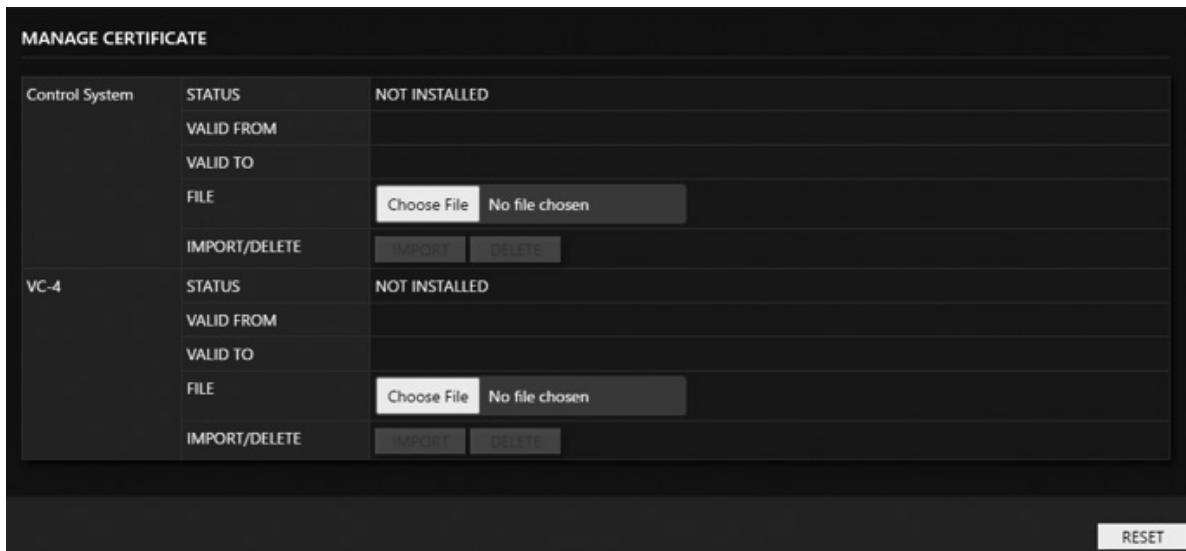 MANAGE CERTIFICATE
Control System STATUS NOT INSTALLED
VALID FROM
VALID TO
FILE Choose File No file chosen
IMPORT/DELETE IMPORT DELETE
VC-4 STATUS NOT INSTALLED
VALID FROM
VALID TO
FILE Choose File No file chosen
IMPORT/DELETE IMPORT DELETE
RESET